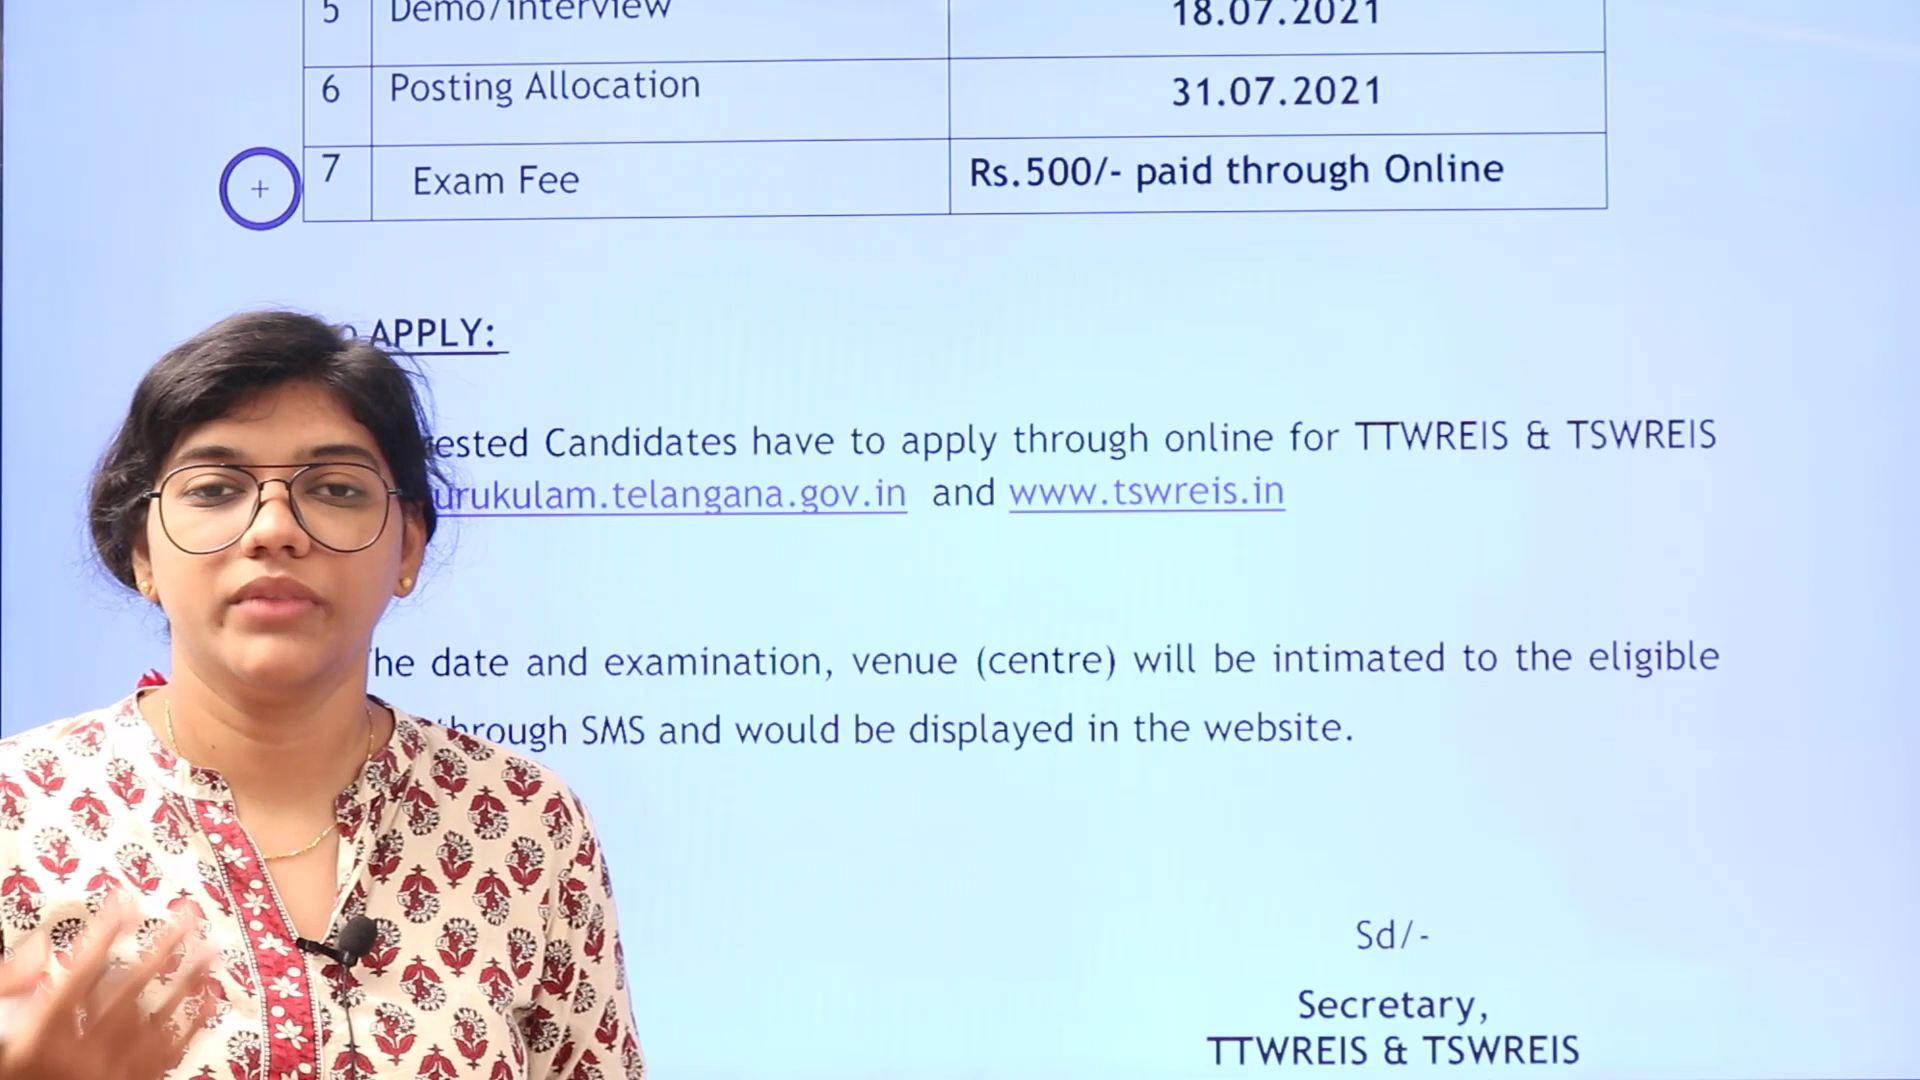 5 Demo/Interview 18.07.2021
6 Posting Allocation 31.07.2021
7 Exam Fee Rs.500/- paid through Online
APPLY:
Candidates have to apply through online for TTWREIS & TSWREIS
urukulam.telangana.gov.in and www.tswreis.in
date and examination, venue (centre) will be intimated to the eligible
through SMS and would be displayed in the website.
Sd/-
Secretary,
TTWREIS & TSWREIS